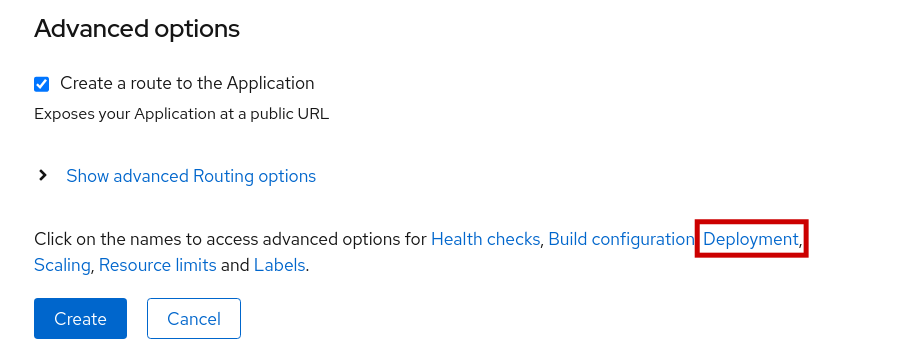 Advanced options
Create a route to the Application
Exposes your Application at a public URL
Show advanced Routing options
Click on the names to access advanced options for Health checks, Build configuration Deployment,
Scaling, Resource limits and Labels.
Create Cancel